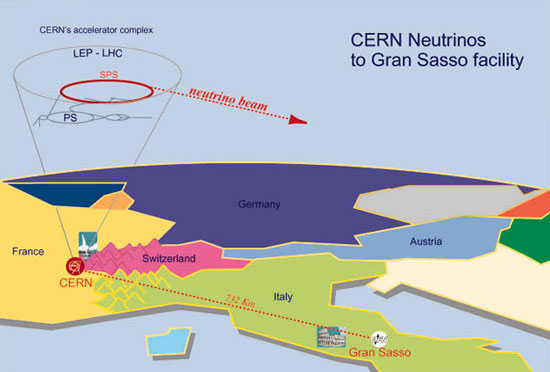 CERN's accelerator complex
LEP - LHC
SPS
PS
neutrino beam
CERN Neutrinos
to Gran Sasso facility
Germany
France
Switzerland
Austria
CERN
732 Km
Italy
Gran Sasso